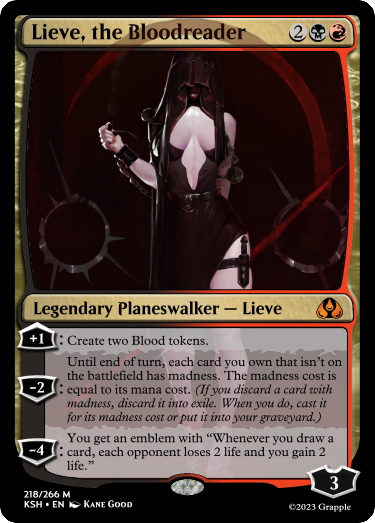 Lieve, the Bloodreader 2
Legendary Planeswalker — Lieve
+1 : Create two Blood tokens.
Until end of turn, each card you own that isn't on
the battlefield has madness. The madness cost is
-2 : equal to its mana cost. (If you discard a card with
madness, discard it into exile. When you do, cast it
for its madness cost or put it into your graveyard.)
You get an emblem with "Whenever you draw a
-4 : card, each opponent loses 2 life and you gain 2
life."
3
218/266 M
KSH • EN Kane Good
©2023 Grapple